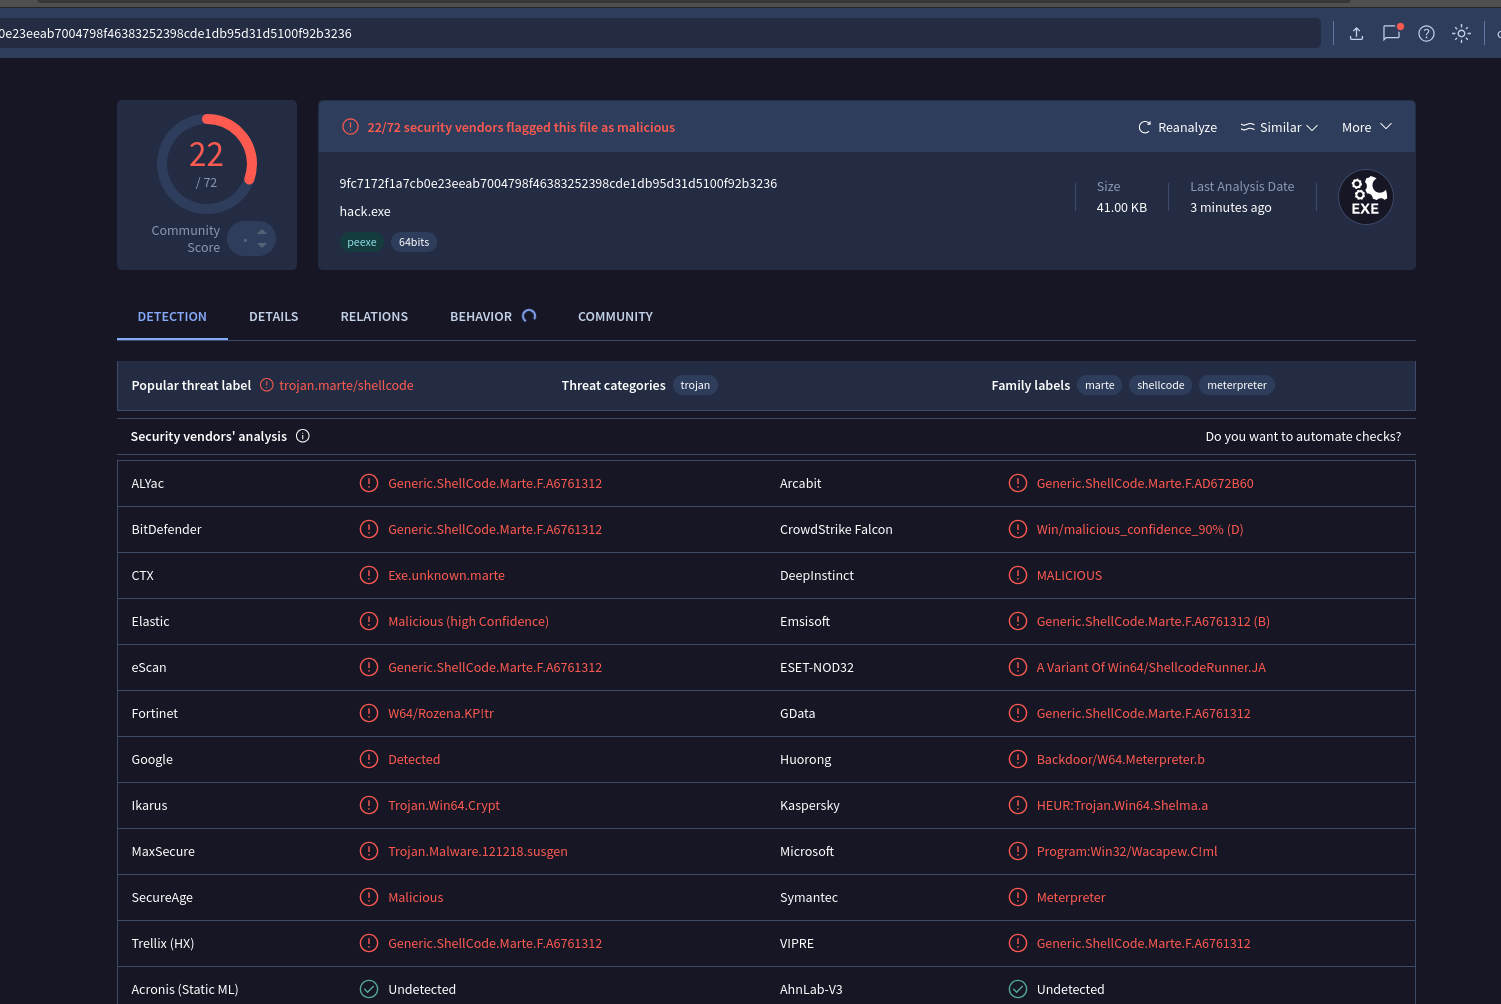 0e23eeab7004798f46383252398cde1db95d31d5100f92b3236
22
/ 72
Community
Score
22/72 security vendors flagged this file as malicious
Reanalyze
Similar
More
9fc7172f1a7cb0e23eeab7004798f46383252398cde1db95d31d5100f92b3236
hack.exe
peexe
64bits
Size
41.00 KB
Last Analysis Date
3 minutes ago
EXE
DETECTION
DETAILS
RELATIONS
BEHAVIOR
COMMUNITY
Popular threat label
trojan.marte/shellcode
Threat categories
trojan
Family labels
marte
shellcode
meterpreter
Security vendors' analysis
Do you want to automate checks?
ALYac
Generic.ShellCode.Marte.F.A6761312
Arcabit
Generic.ShellCode.Marte.F.AD672B60
BitDefender
Generic.ShellCode.Marte.F.A6761312
CrowdStrike Falcon
Win/malicious_confidence_90% (D)
CTX
Exe.unknown.marte
DeepInstinct
MALICIOUS
Elastic
Malicious (high Confidence)
Emsisoft
Generic.ShellCode.Marte.F.A6761312 (B)
eScan
Generic.ShellCode.Marte.F.A6761312
ESET-NOD32
A Variant Of Win64/ShellcodeRunner.JA
Fortinet
W64/Rozena.KP!tr
GData
Generic.ShellCode.Marte.F.A6761312
Google
Detected
Huorong
Backdoor/W64.Meterpreter.b
Ikarus
Trojan.Win64.Crypt
Kaspersky
HEUR:Trojan.Win64.Shelma.a
MaxSecure
Trojan.Malware.121218.susgen
Microsoft
Program:Win32/Wacapew.C!ml
SecureAge
Malicious
Symantec
Meterpreter
Trellix (HX)
Generic.ShellCode.Marte.F.A6761312
VIPRE
Generic.ShellCode.Marte.F.A6761312
Acronis (Static ML)
Undetected
AhnLab-V3
Undetected